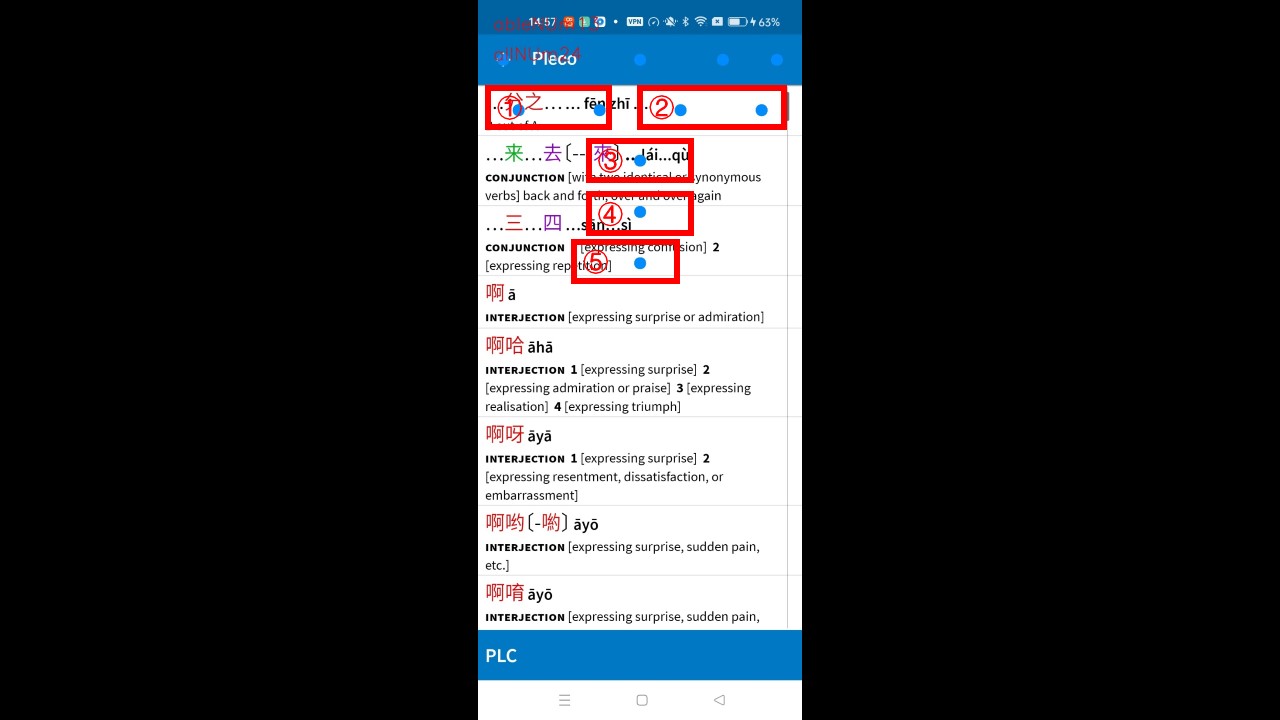 14:57 VPN 63%
Pleco
① …分之…… fēn zhī …
②
…来…去〔--來〕 …lái…qù
③
CONJUNCTION [with two identical or synonymous
verbs] back and forth, over and over again
④
…三…四 …sān…sì
CONJUNCTION [expressing confusion] 2
⑤
[expressing repetition]
啊 ā
INTERJECTION [expressing surprise or admiration]
啊哈 āhā
INTERJECTION 1 [expressing surprise] 2
[expressing admiration or praise] 3 [expressing
realisation] 4 [expressing triumph]
啊呀 āyā
INTERJECTION 1 [expressing surprise] 2
[expressing resentment, dissatisfaction, or
embarrassment]
啊哟〔-喲〕 āyō
INTERJECTION [expressing surprise, sudden pain,
etc.]
啊唷 āyō
INTERJECTION [expressing surprise, sudden pain,
PLC